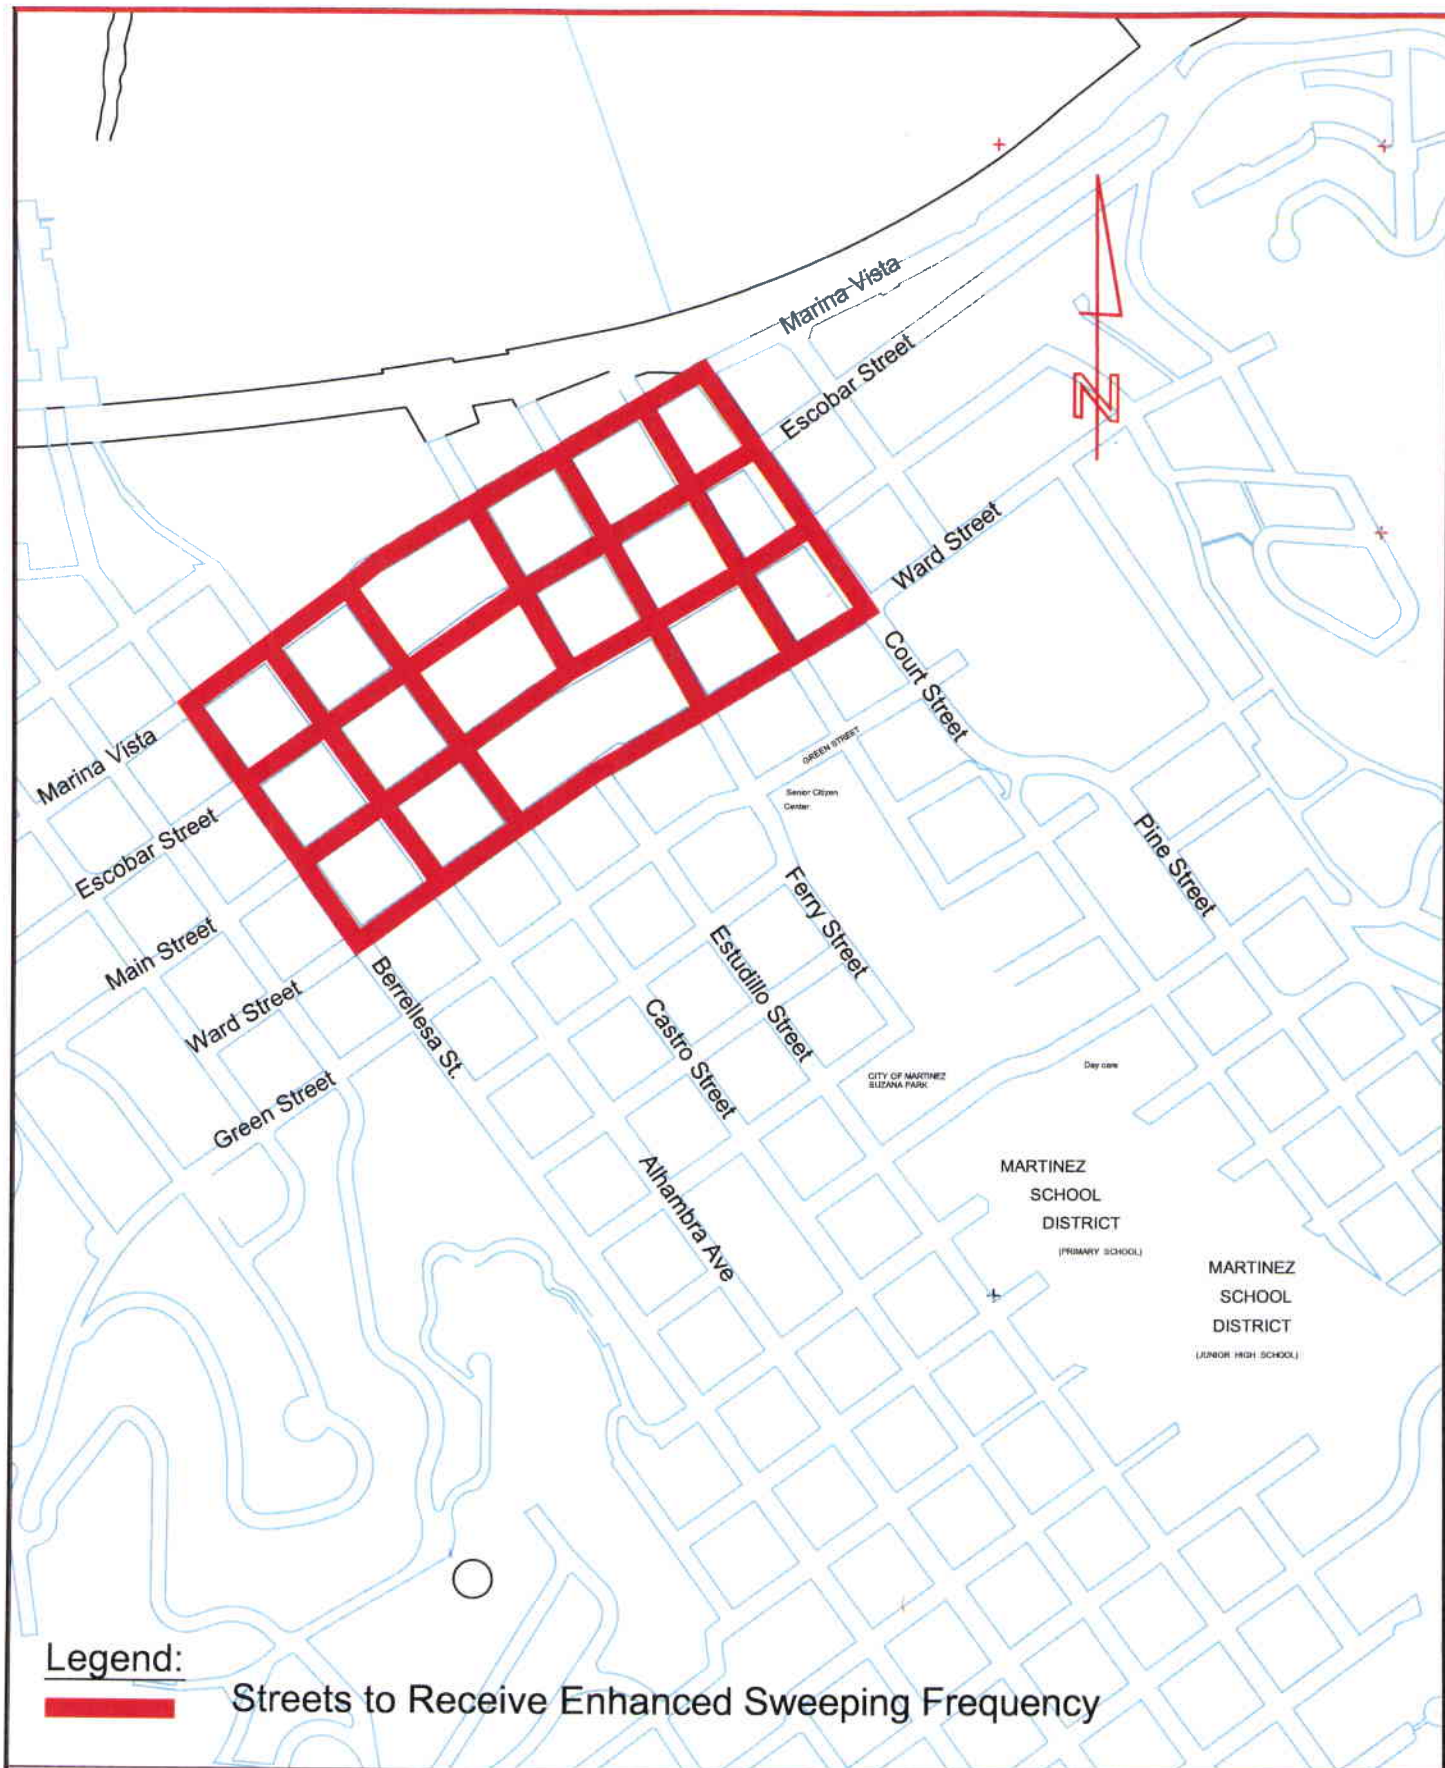 Marina Vista
Escobar Street
N
Ward Street
Court Street
Marina Vista
GREEN STREET
Senior Citizen
Center
Escobar Street
Pine Street
Ferry Street
Main Street
Estudillo Street
Berrellesa St.
Ward Street
Castro Street
CITY OF MARTINEZ
SUZANA PARK
Day care
Green Street
Alhambra Ave
MARTINEZ
SCHOOL
DISTRICT
(PRIMARY SCHOOL)
MARTINEZ
SCHOOL
DISTRICT
(JUNIOR HIGH SCHOOL)
Legend:
Streets to Receive Enhanced Sweeping Frequency